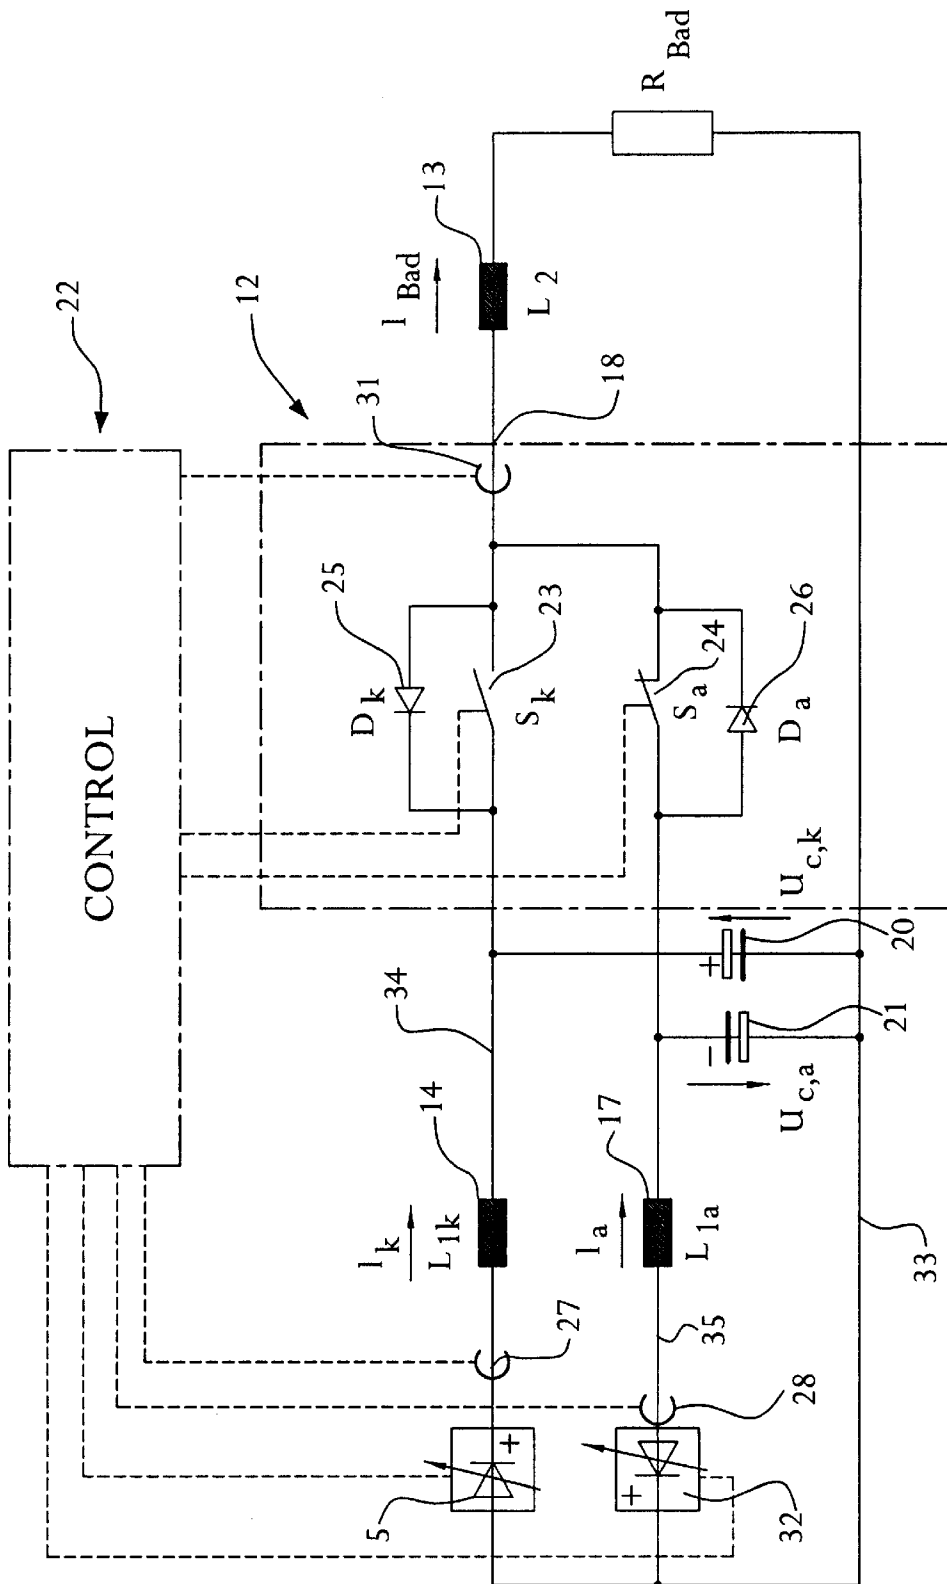 22
CONTROL
12
31
18
I Bad
13
L 2
R Bad
25
D k
23
S k
24
S a
26
D a
34
14
I k
L 1k
27
5
17
I a
L 1a
35
28
32
+
+
+
−
U c,k
20
21
U c,a
33